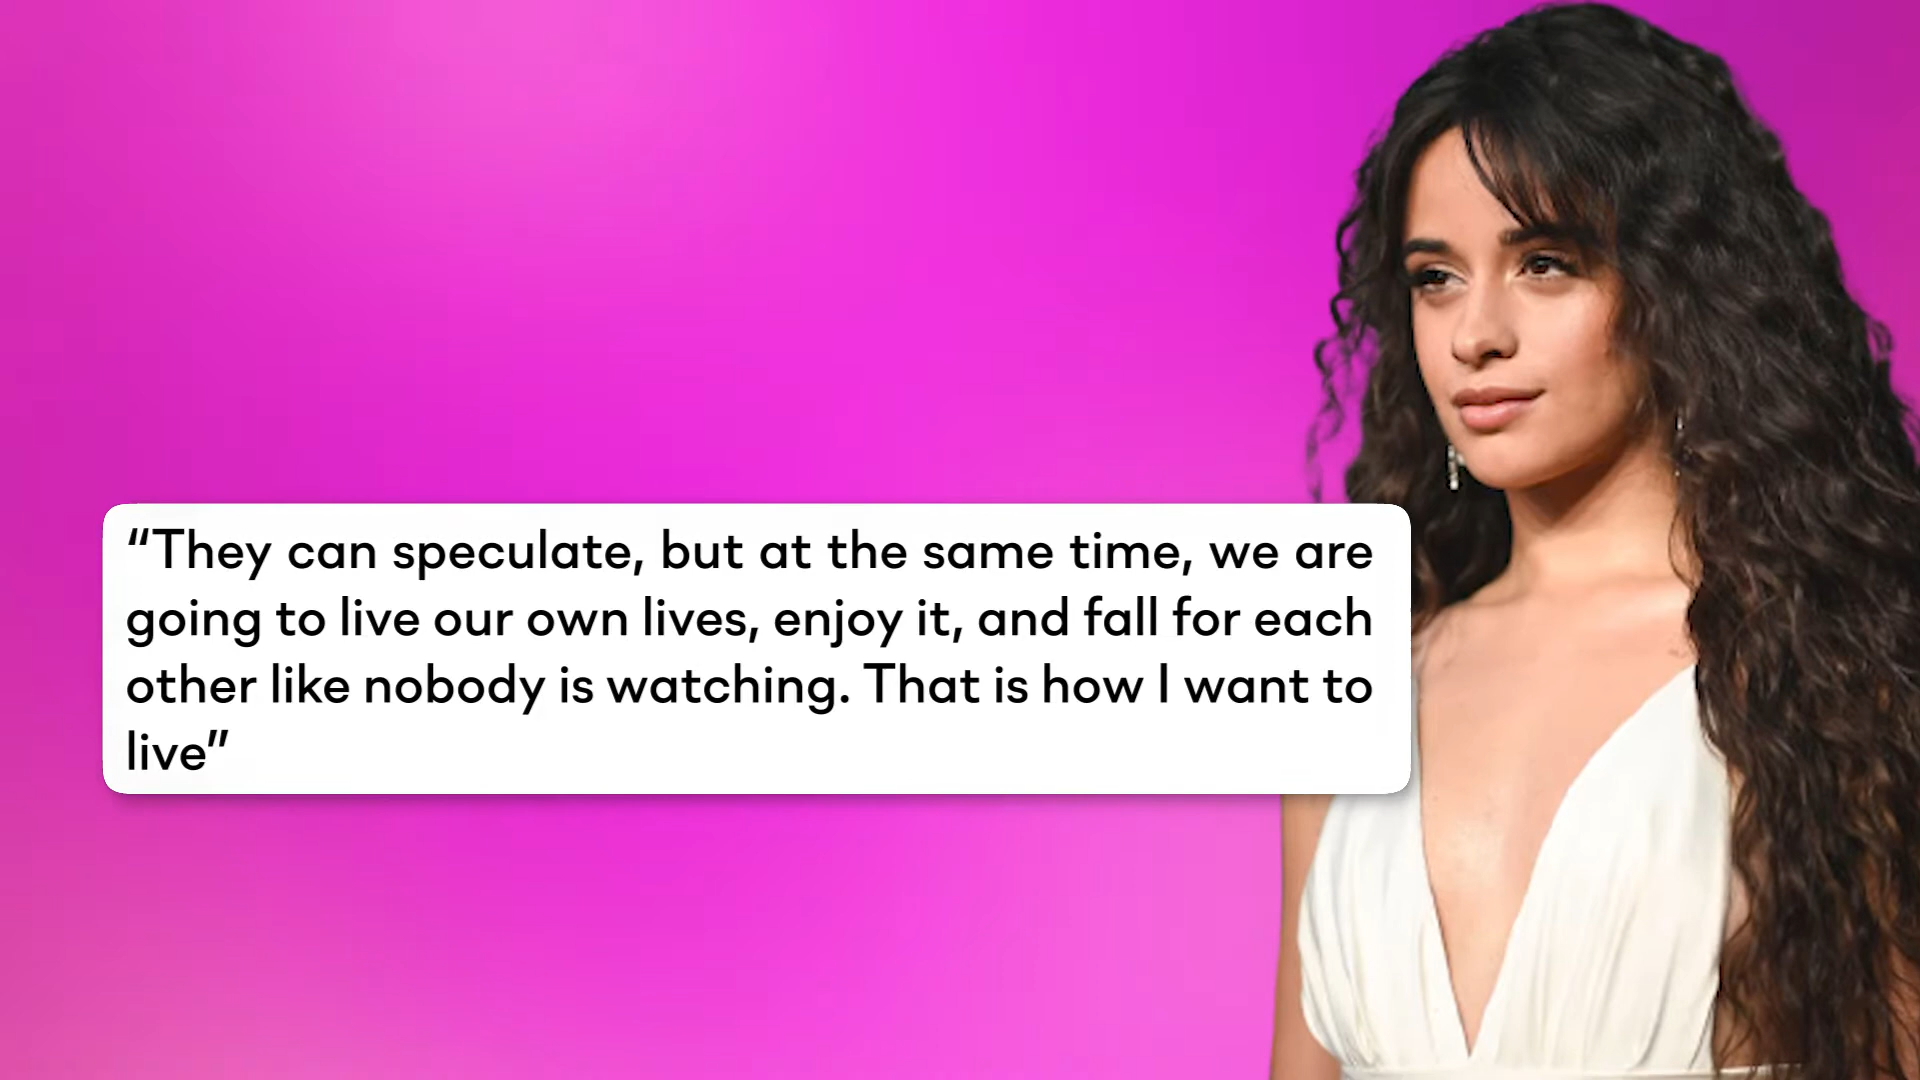 “They can speculate, but at the same time, we are
going to live our own lives, enjoy it, and fall for each
other like nobody is watching. That is how I want to
live”